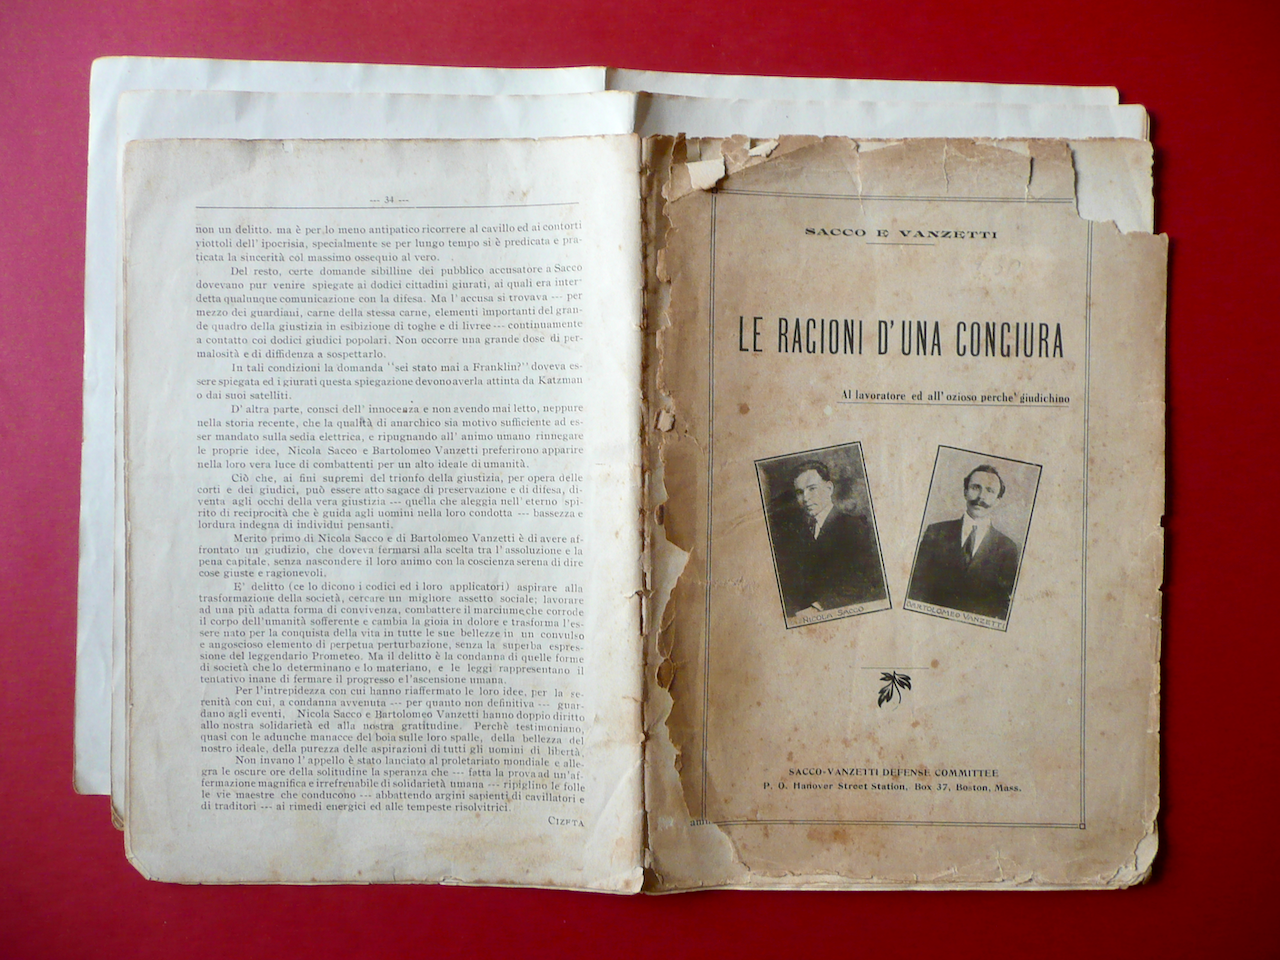 --- 34 ---
non un delitto. ma è per lo meno antipatico ricorrere al cavillo ed ai contorti
viottoli dell' ipocrisia, specialmente se per lungo tempo si è predicata e pra-
ticata la sincerità col massimo ossequio al vero.
Del resto, certe domande sibilline dei pubblico accusatore a Sacco
dovevano pur venire spiegate ai dodici cittadini giurati, ai quali era inter-
detta qualunque comunicazione con la difesa. Ma l' accusa si trovava --- per
mezzo dei guardiani, carne della stessa carne, elementi importanti del gran-
de quadro della giustizia in esibizione di toghe e di livree --- continuamente
a contatto coi dodici giudici popolari. Non occorre una grande dose di per-
malosità e di diffidenza a sospettarlo.
In tali condizioni la domanda "sei stato mai a Franklin?" doveva es-
sere spiegata ed i giurati questa spiegazione devono averla attinta da Katzman
o dai suoi satelliti.
D' altra parte, consci dell' innocenza e non avendo mai letto, neppure
nella storia recente, che la qualità di anarchico sia motivo sufficiente ad es-
ser mandato sulla sedia elettrica, e ripugnando all' animo umano rinnegare
le proprie idee, Nicola Sacco e Bartolomeo Vanzetti preferirono apparire
nella loro vera luce di combattenti per un alto ideale di umanità.
Ciò che, ai fini supremi del trionfo della giustizia, per opera delle
corti e dei giudici, può essere atto sagace di preservazione e di difesa, di-
venta agli occhi della vera giustizia --- quella che aleggia nell' eterno spi-
rito di reciprocità che è guida agli uomini nella loro condotta --- bassezza e
lordura indegna di individui pensanti.
Merito primo di Nicola Sacco e di Bartolomeo Vanzetti è di avere af-
frontato un giudizio, che doveva fermarsi alla scelta tra l' assoluzione e la
pena capitale, senza nascondere il loro animo con la coscienza serena di dire
cose giuste e ragionevoli.
E' delitto (ce lo dicono i codici ed i loro applicatori) aspirare alla
trasformazione della società, cercare un migliore assetto sociale; lavorare
ad una più adatta forma di convivenza, combattere il marciume che corrode
il corpo dell'umanità sofferente e cambia la gioia in dolore e trasforma l'es-
sere nato per la conquista della vita in tutte le sue bellezze in un convulso
e angoscioso elemento di perpetua perturbazione, senza la superba espres-
sione del leggendario Prometeo. Ma il delitto è la condanna di quelle forme
di società che lo determinano e lo materiano, e le leggi rappresentano il
tentativo inane di fermare il progresso e l'ascensione umana.
Per l'intrepidezza con cui hanno riaffermato le loro idee, per la se-
renità con cui, a condanna avvenuta --- per quanto non definitiva --- guar-
dano agli eventi, Nicola Sacco e Bartolomeo Vanzetti hanno doppio diritto
allo nostra solidarietà ed alla nostra gratitudine. Perchè testimoniano,
quasi con le adunche manacce del boia sulle loro spalle, della bellezza del
nostro ideale, della purezza delle aspirazioni di tutti gli uomini di libertà.
Non invano l' appello è stato lanciato al proletariato mondiale e alle-
gra le oscure ore della solitudine la speranza che --- fatta la prova ad un'af-
fermazione magnifica e irrefrenabile di solidarietà umana --- ripiglino le folle
le vie maestre che conducono --- abbattendo argini sapienti di cavillatori e
di traditori --- ai rimedi energici ed alle tempeste risolvitrici.
CIZETA
SACCO E VANZETTI
LE RAGIONI D'UNA CONGIURA
Al lavoratore ed all' ozioso perche' giudichino
NICOLA SACCO
BARTOLOMEO VANZETTI
SACCO-VANZETTI DEFENSE COMMITTEE
P. O. Hanover Street Station, Box 37, Boston, Mass.